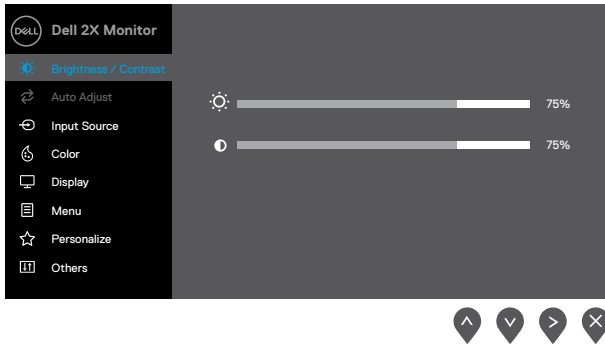 DELL
Dell 2X Monitor
Brightness / Contrast
Auto Adjust
Input Source
Color
Display
Menu
Personalize
Others
75%
75%